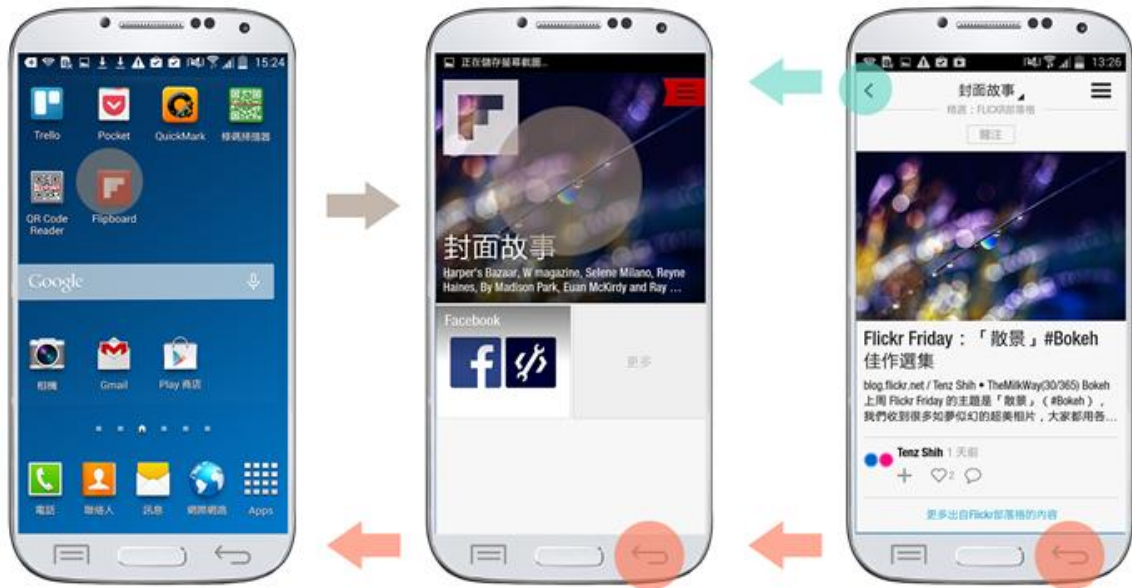 15:24
Trello
Pocket
QuickMark
條碼掃描器
QR Code
Reader
Flipboard
Google
相機
Gmail
Play 商店
電話
聯絡人
訊息
網際網路
Apps
正在儲存螢幕截圖...
封面故事
Harper's Bazaar, W magazine, Selene Milano, Reyne
Haines, By Madison Park, Euan McKirdy and Ray …
Facebook
更多
13:26
封面故事
精選：FLICKR部落格
關注
Flickr Friday：「散景」#Bokeh
佳作選集
blog.flickr.net / Tenz Shih • TheMilkWay(30/365) Bokeh
上周 Flickr Friday 的主題是「散景」（#Bokeh），
我們收到很多如夢似幻的超美相片，大家都用各…
Tenz Shih 1 天前
2
更多出自Flickr部落格的內容